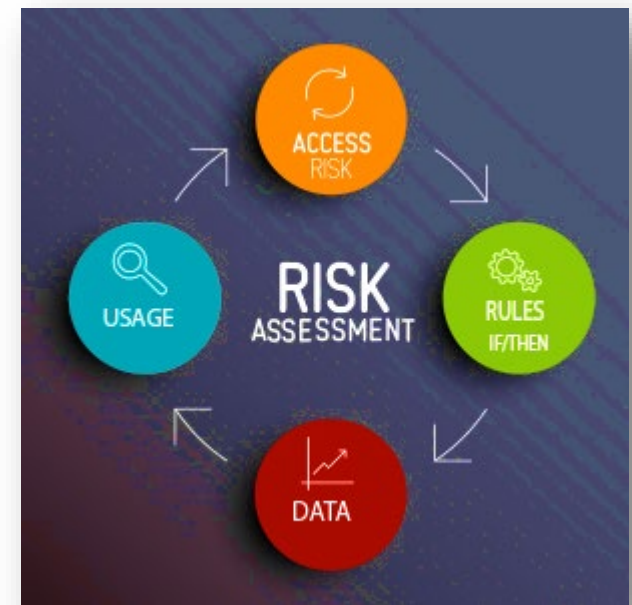 ACCESS
RISK
USAGE
RISK
ASSESSMENT
RULES
IF/THEN
DATA